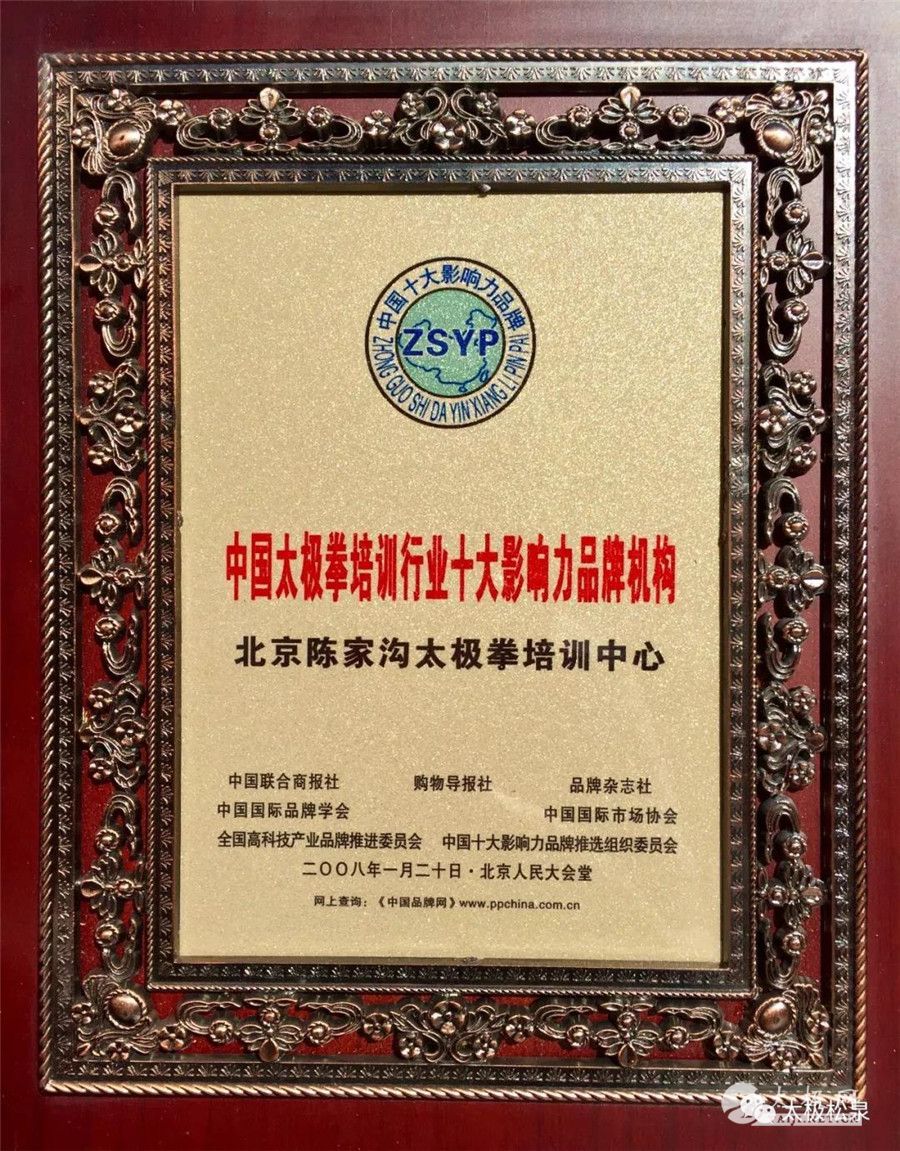 中国十大影响力品牌
ZSYP
ZHONG GUO SHI DA YIN XIANG LI PIN PAI
中国太极拳培训行业十大影响力品牌机构
北京陈家沟太极拳培训中心
中国联合商报社 购物导报社 品牌杂志社
中国国际品牌学会 中国国际市场协会
全国高科技产业品牌推进委员会 中国十大影响力品牌推选组织委员会
二〇〇八年一月二十日·北京人民大会堂
网上查询：《中国品牌网》www.ppchina.com.cn
太极松泉